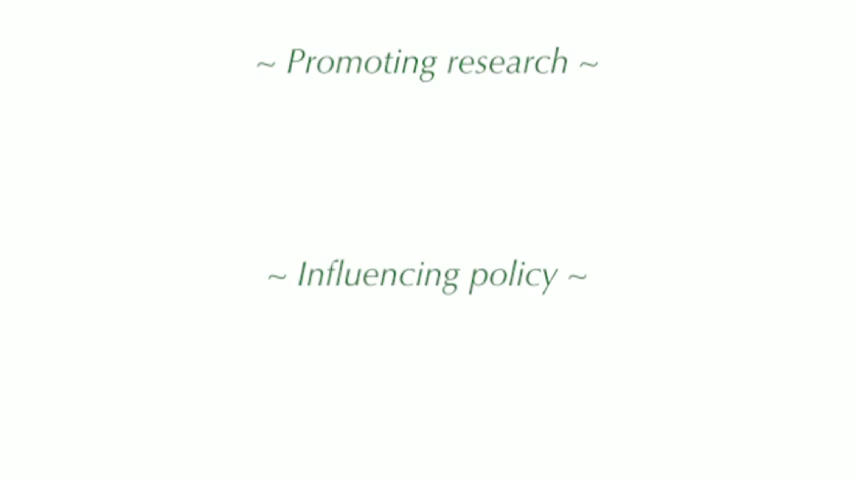 ~ Promoting research ~
~ Influencing policy ~